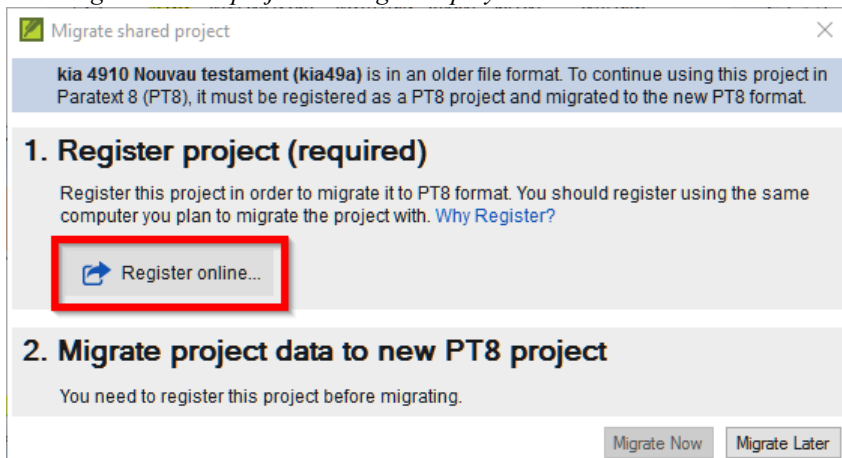 Migrate shared project
kia 4910 Nouvau testament (kia49a) is in an older file format. To continue using this project in
Paratext 8 (PT8), it must be registered as a PT8 project and migrated to the new PT8 format.
1. Register project (required)
Register this project in order to migrate it to PT8 format. You should register using the same
computer you plan to migrate the project with. Why Register?
Register online...
2. Migrate project data to new PT8 project
You need to register this project before migrating.
Migrate Now Migrate Later